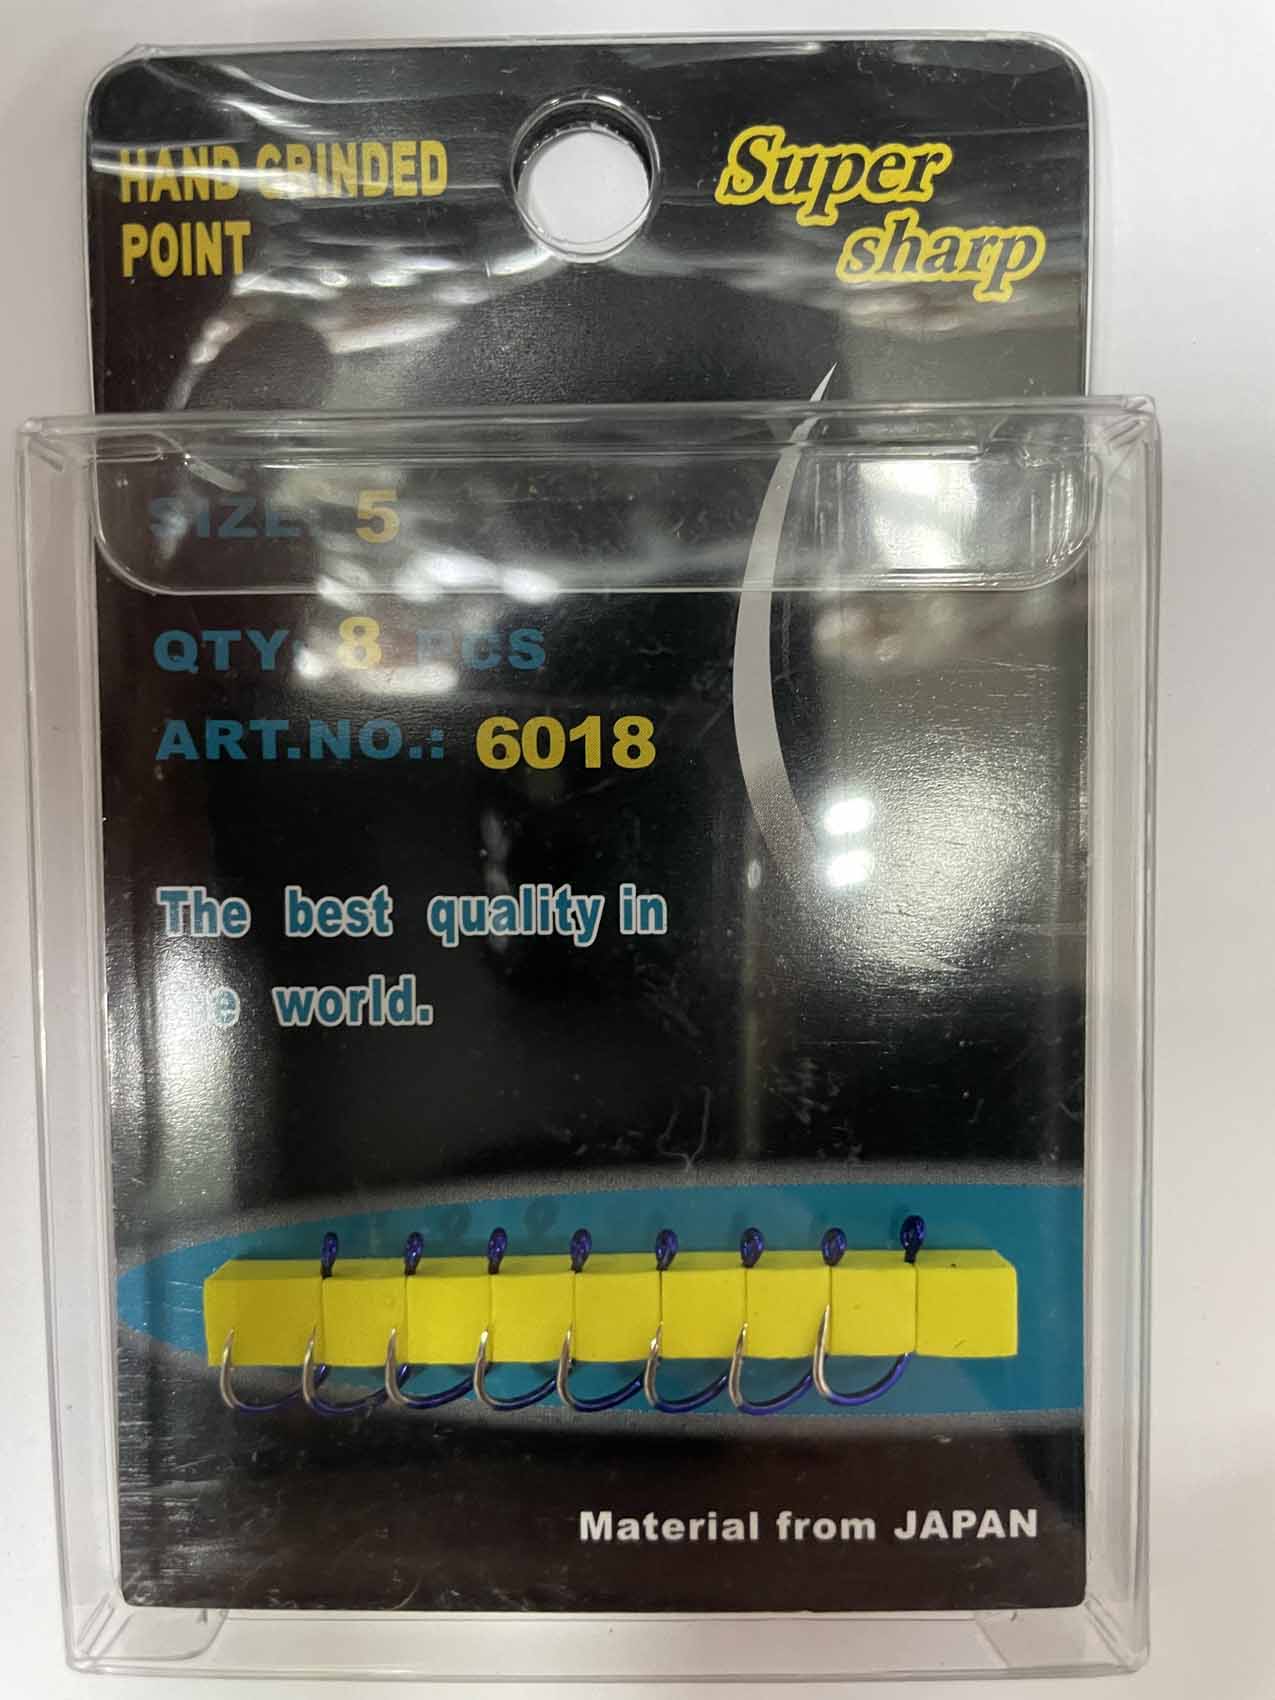 HAND GRINDED
POINT
Super
sharp
SIZE: 5
QTY: 8 PCS
ART.NO.: 6018
The best quality in
the world.
Material from JAPAN